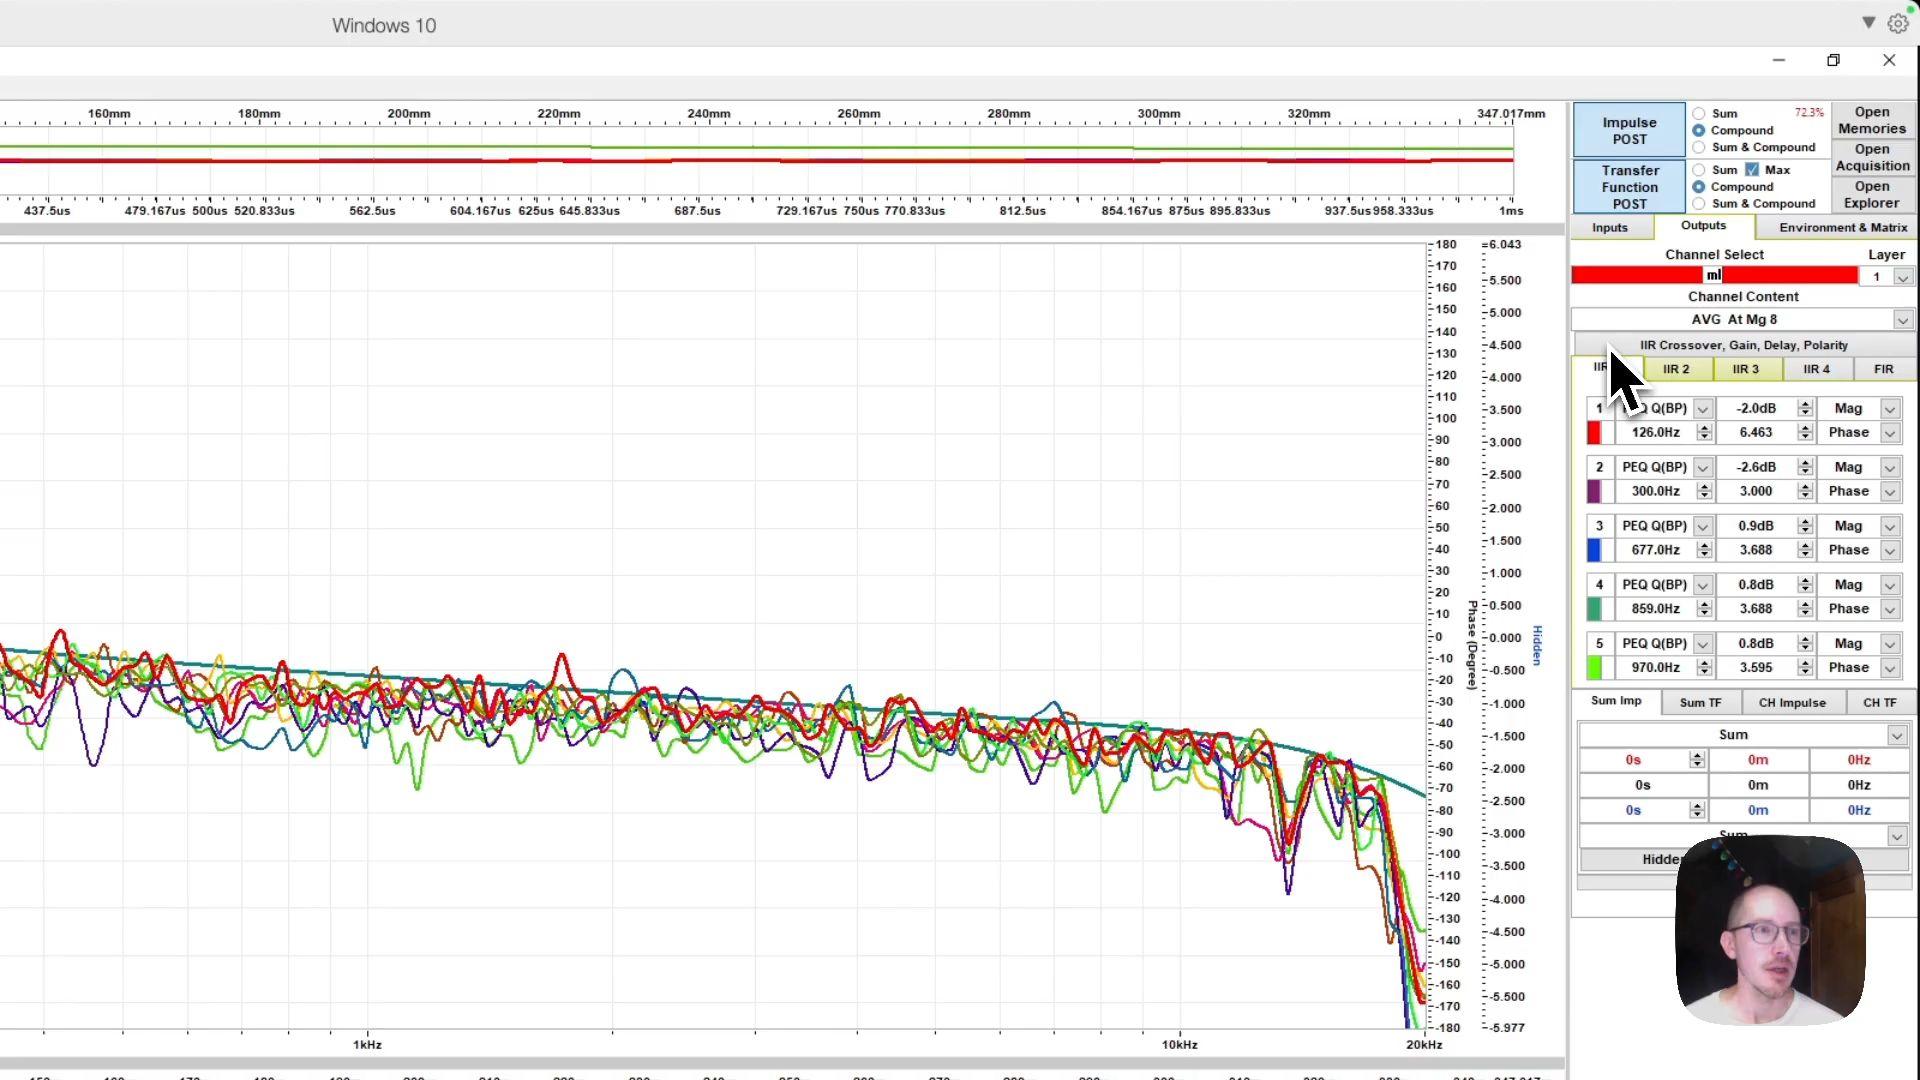 Windows 10
160mm 180mm 200mm 220mm 240mm 260mm 280mm 300mm 320mm 347.017mm
437.5us 479.167us 500us 520.833us 562.5us 604.167us 625us 645.833us 687.5us 729.167us 750us 770.833us 812.5us 854.167us 875us 895.833us 937.5us 958.333us 1ms
Impulse POST
Sum 72.3%
Compound
Sum & Compound
Open Memories
Transfer Function POST
Sum Max
Compound
Sum & Compound
Open Acquisition
Open Explorer
Inputs Outputs Environment & Matrix
Channel Select Layer
ml 1
Channel Content
AVG At Mg 8
IIR Crossover, Gain, Delay, Polarity
IIR IIR 2 IIR 3 IIR 4 FIR
1 Q(BP) -2.0dB Mag
126.0Hz 6.463 Phase
2 PEQ Q(BP) -2.6dB Mag
300.0Hz 3.000 Phase
3 PEQ Q(BP) 0.9dB Mag
677.0Hz 3.688 Phase
4 PEQ Q(BP) 0.8dB Mag
859.0Hz 3.688 Phase
5 PEQ Q(BP) 0.8dB Mag
970.0Hz 3.595 Phase
Sum Imp Sum TF CH Impulse CH TF
Sum
0s 0m 0Hz
0s 0m 0Hz
0s 0m 0Hz
Sum
180
170
160
150
140
130
120
110
100
90
80
70
60
50
40
30
20
10
0
-10
-20
-30
-40
-50
-60
-70
-80
-90
-100
-110
-120
-130
-140
-150
-160
-170
-180
Phase (Degree)
6.043
5.500
5.000
4.500
4.000
3.500
3.000
2.500
2.000
1.500
1.000
0.500
0.000
-0.500
-1.000
-1.500
-2.000
-2.500
-3.000
-3.500
-4.000
-4.500
-5.000
-5.500
-5.977
Hidden
1kHz 10kHz 20kHz